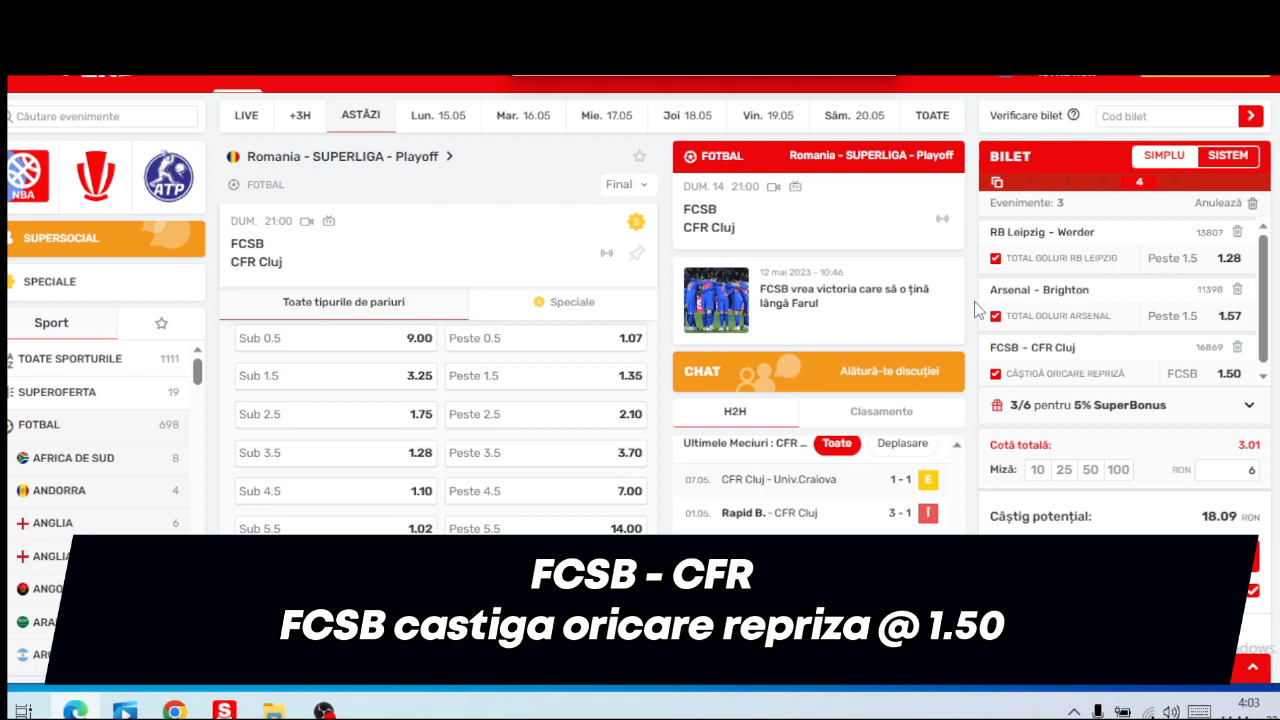 Căutare evenimente
LIVE
+3H
ASTĂZI
Lun. 15.05
Mar. 16.05
Mie. 17.05
Joi 18.05
Vin. 19.05
Sâm. 20.05
TOATE
Verificare bilet
Cod bilet
NBA
ATP
SUPERSOCIAL
SPECIALE
Sport
TOATE SPORTURILE 1111
SUPEROFERTA 19
FOTBAL 698
AFRICA DE SUD 8
ANDORRA 4
ANGLIA 6
Romania - SUPERLIGA - Playoff
FOTBAL
Final
DUM. 21:00
FCSB
CFR Cluj
Toate tipurile de pariuri
Speciale
Sub 0.5 9.00 Peste 0.5 1.07
Sub 1.5 3.25 Peste 1.5 1.35
Sub 2.5 1.75 Peste 2.5 2.10
Sub 3.5 1.28 Peste 3.5 3.70
Sub 4.5 1.10 Peste 4.5 7.00
Sub 5.5 1.02 Peste 5.5 14.00
FOTBAL Romania - SUPERLIGA - Playoff
DUM. 14 21:00
FCSB
CFR Cluj
12 mai 2023 - 10:46
FCSB vrea victoria care să o țină
lângă Farul
CHAT Alătură-te discuției
H2H Clasamente
Ultimele Meciuri : CFR ... Toate Deplasare
07.05. CFR Cluj - Univ.Craiova 1 - 1 E
01.05. Rapid B. - CFR Cluj 3 - 1 Î
BILET SIMPLU SISTEM
4
Evenimente: 3 Anulează
RB Leipzig - Werder 13807
TOTAL GOLURI RB LEIPZIG Peste 1.5 1.28
Arsenal - Brighton 11398
TOTAL GOLURI ARSENAL Peste 1.5 1.57
FCSB - CFR Cluj 16869
CÂȘTIGĂ ORICARE REPRIZĂ FCSB 1.50
3/6 pentru 5% SuperBonus
Cotă totală: 3.01
Miză: 10 25 50 100 RON 6
Câștig potențial: 18.09 RON
FCSB - CFR
FCSB castiga oricare repriza @ 1.50
4:03